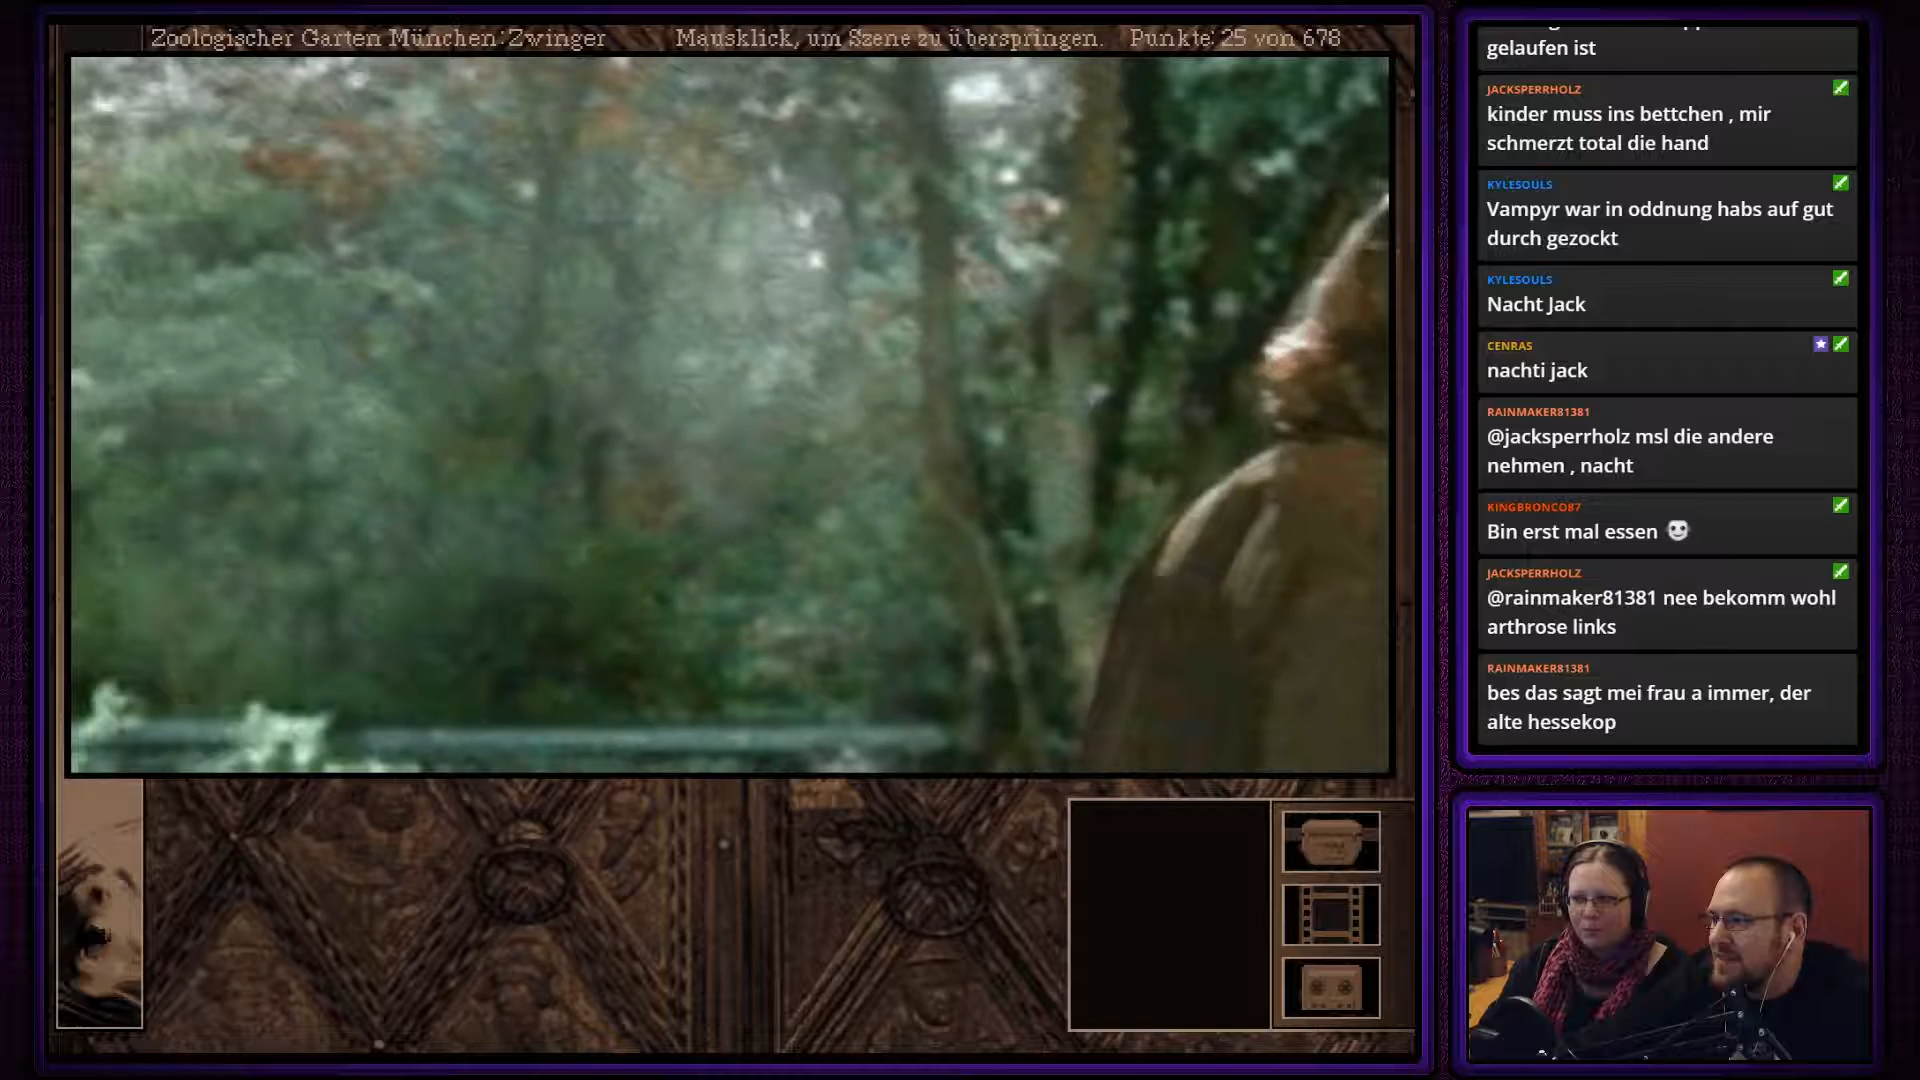 Zoologischer Garten München: Zwinger
Mausklick, um Szene zu überspringen.
Punkte: 25 von 678
gelaufen ist
JACKSPERRHOLZ
kinder muss ins bettchen , mir
schmerzt total die hand
KYLESOULS
Vampyr war in oddnung habs auf gut
durch gezockt
KYLESOULS
Nacht Jack
CENRAS
nachti jack
RAINMAKER81381
@jacksperrholz msl die andere
nehmen , nacht
KINGBRONCO87
Bin erst mal essen
JACKSPERRHOLZ
@rainmaker81381 nee bekomm wohl
arthrose links
RAINMAKER81381
bes das sagt mei frau a immer, der
alte hessekop